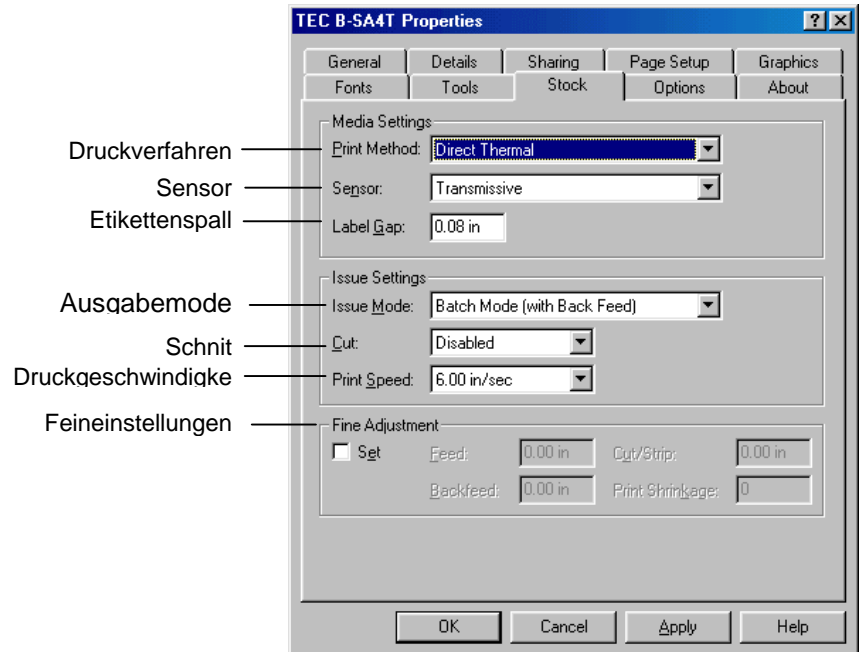 TEC B-SA4T Properties
General Details Sharing Page Setup Graphics
Fonts Tools Stock Options About
Media Settings
Druckverfahren Print Method: Direct Thermal
Sensor Sensor: Transmissive
Etikettenspall Label Gap: 0.08 in
Issue Settings
Ausgabemode Issue Mode: Batch Mode (with Back Feed)
Schnit Cut: Disabled
Druckgeschwindigke Print Speed: 6.00 in/sec
Feineinstellungen Fine Adjustment
Set Feed: 0.00 in Cut/Strip: 0.00 in
Backfeed: 0.00 in Print Shrinkage: 0
OK Cancel Apply Help